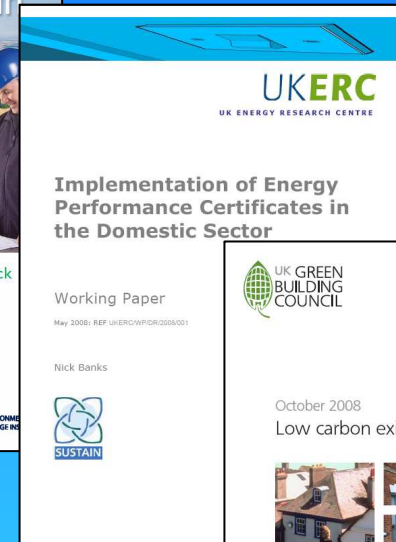 UKERC
UK ENERGY RESEARCH CENTRE
Implementation of Energy
Performance Certificates in
the Domestic Sector
Working Paper
May 2008: REF UKERC/WP/DR/2008/001
Nick Banks
SUSTAIN
UK GREEN
BUILDING
COUNCIL
October 2008
Low carbon exi
ck